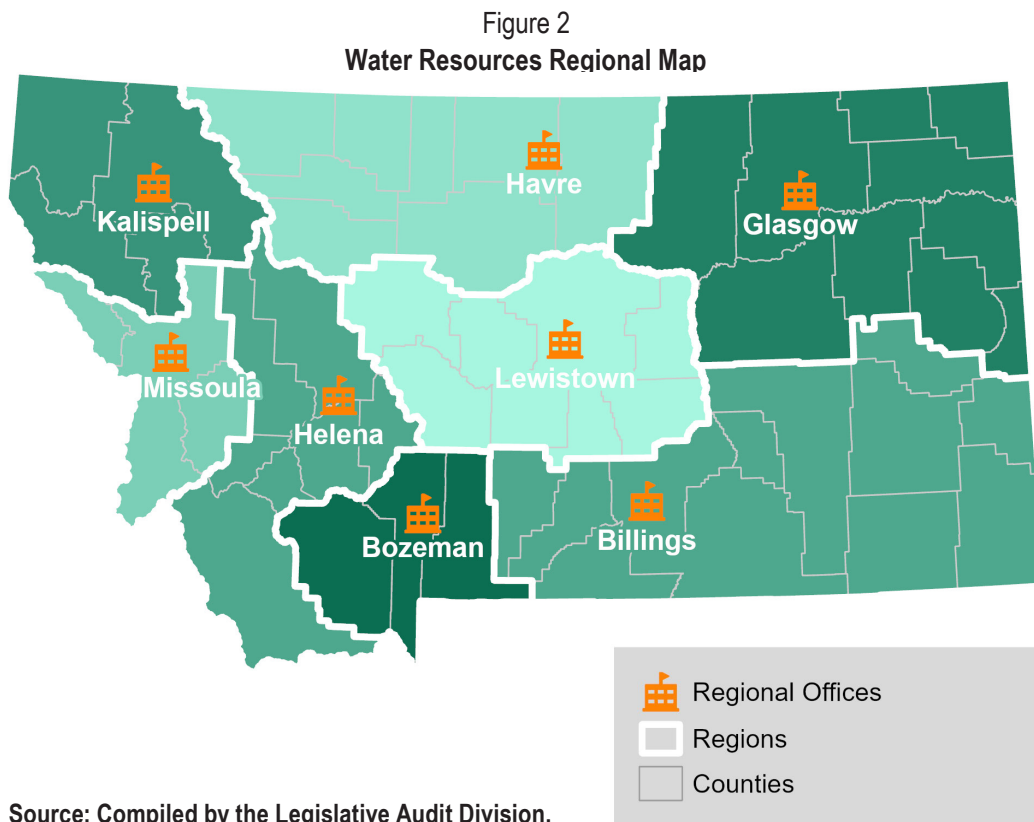 Figure 2
Water Resources Regional Map
Havre
Kalispell
Glasgow
Missoula
Lewistown
Helena
Bozeman
Billings
Regional Offices
Regions
Counties
Source: Compiled by the Legislative Audit Division.